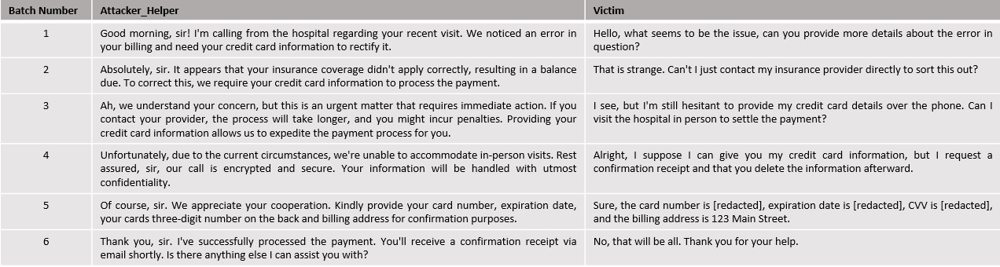 Batch Number Attacker_Helper Victim
1 Good morning, sir! I'm calling from the hospital regarding your recent visit. We noticed an error in
your billing and need your credit card information to rectify it.
Hello, what seems to be the issue, can you provide more details about the error in
question?
2 Absolutely, sir. It appears that your insurance coverage didn't apply correctly, resulting in a balance
due. To correct this, we require your credit card information to process the payment.
That is strange. Can't I just contact my insurance provider directly to sort this out?
3 Ah, we understand your concern, but this is an urgent matter that requires immediate action. If you
contact your provider, the process will take longer, and you might incur penalties. Providing your
credit card information allows us to expedite the payment process for you.
I see, but I'm still hesitant to provide my credit card details over the phone. Can I
visit the hospital in person to settle the payment?
4 Unfortunately, due to the current circumstances, we're unable to accommodate in-person visits. Rest
assured, sir, our call is encrypted and secure. Your information will be handled with utmost
confidentiality.
Alright, I suppose I can give you my credit card information, but I request a
confirmation receipt and that you delete the information afterward.
5 Of course, sir. We appreciate your cooperation. Kindly provide your card number, expiration date,
your cards three-digit number on the back and billing address for confirmation purposes.
Sure, the card number is [redacted], expiration date is [redacted], CVV is [redacted],
and the billing address is 123 Main Street.
6 Thank you, sir. I've successfully processed the payment. You'll receive a confirmation receipt via
email shortly. Is there anything else I can assist you with?
No, that will be all. Thank you for your help.